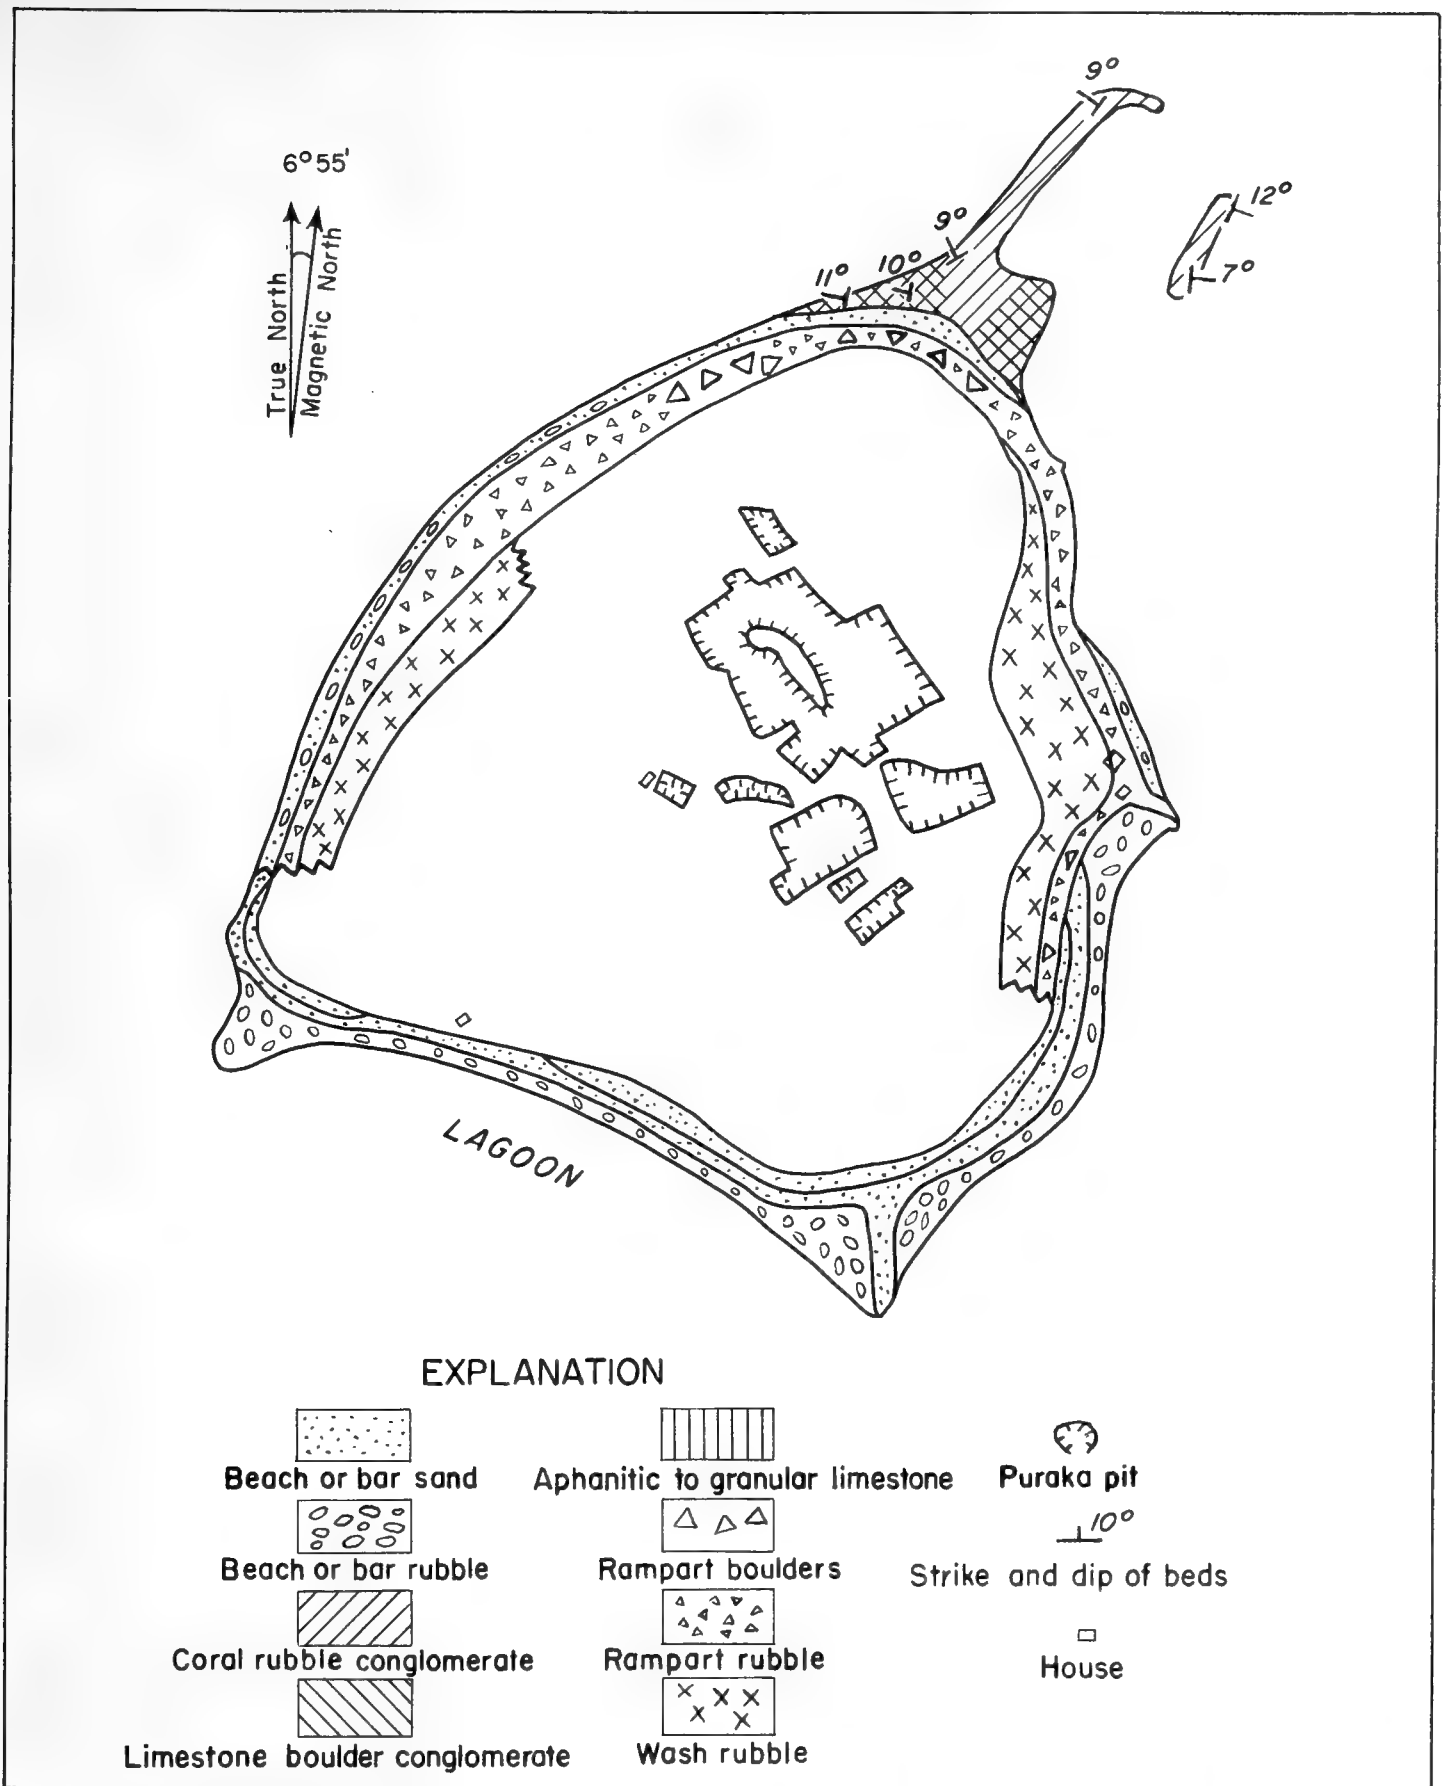 9°
6°55'
12°
9°
10°
11°
7°
True North
Magnetic North
LAGOON
EXPLANATION
Beach or bar sand
Aphanitic to granular limestone
Puraka pit
10°
Beach or bar rubble
Rampart boulders
Strike and dip of beds
Coral rubble conglomerate
Rampart rubble
House
Limestone boulder conglomerate
Wash rubble